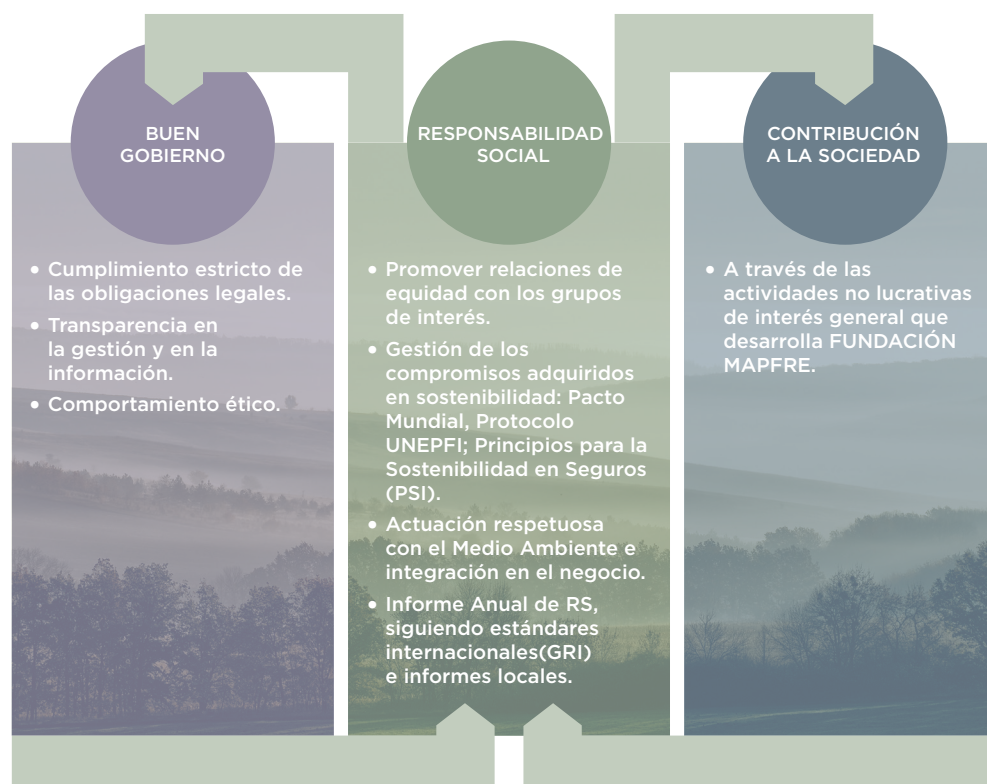 BUEN
GOBIERNO
• Cumplimiento estricto de
las obligaciones legales.
• Transparencia en
la gestión y en la
información.
• Comportamiento ético.
RESPONSABILIDAD
SOCIAL
• Promover relaciones de
equidad con los grupos
de interés.
• Gestión de los
compromisos adquiridos
en sostenibilidad: Pacto
Mundial, Protocolo
UNEPFI; Principios para la
Sostenibilidad en Seguros
(PSI).
• Actuación respetuosa
con el Medio Ambiente e
integración en el negocio.
• Informe Anual de RS,
siguiendo estándares
internacionales(GRI)
e informes locales.
CONTRIBUCIÓN
A LA SOCIEDAD
• A través de las
actividades no lucrativas
de interés general que
desarrolla FUNDACIÓN
MAPFRE.